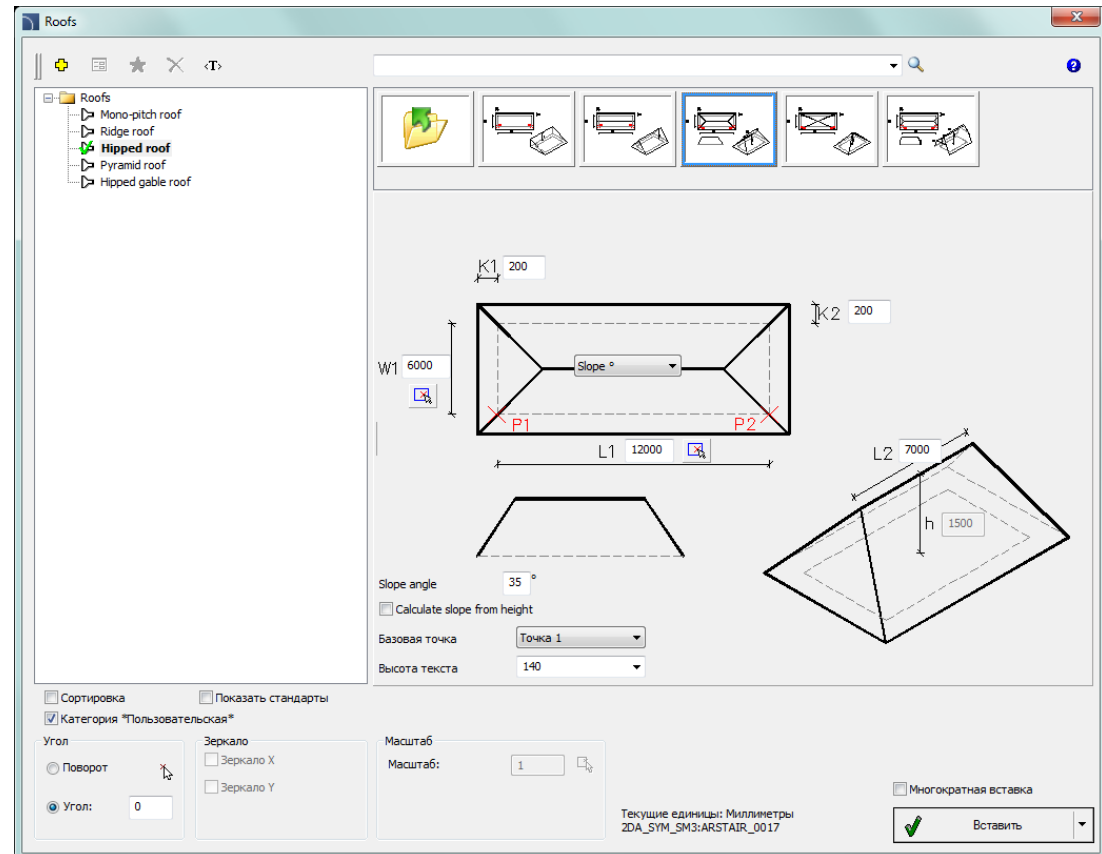 Roofs
<T>
Roofs
Mono-pitch roof
Ridge roof
Hipped roof
Pyramid roof
Hipped gable roof
K1 200
K2 200
W1 6000
Slope °
P1 P2
L1 12000
L2 7000
h 1500
Slope angle 35 °
Calculate slope from height
Базовая точка Точка 1
Высота текста 140
Сортировка Показать стандарты
Категория *Пользовательская*
Угол Зеркало Масштаб
Поворот Зеркало X Масштаб: 1
Зеркало Y
Угол: 0
Многократная вставка
Текущие единицы: Миллиметры
2DA_SYM_SM3:ARSTAIR_0017
Вставить